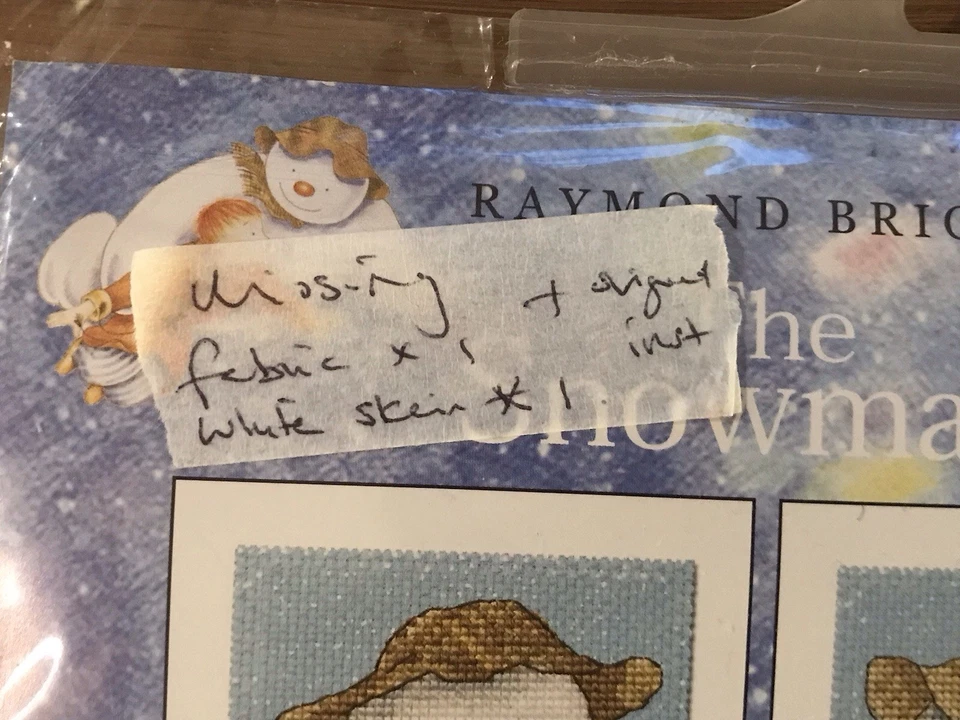 RAYMOND BRIG
The
Snowma
Missing + original
fabric x 1 inst
white skein x 1.